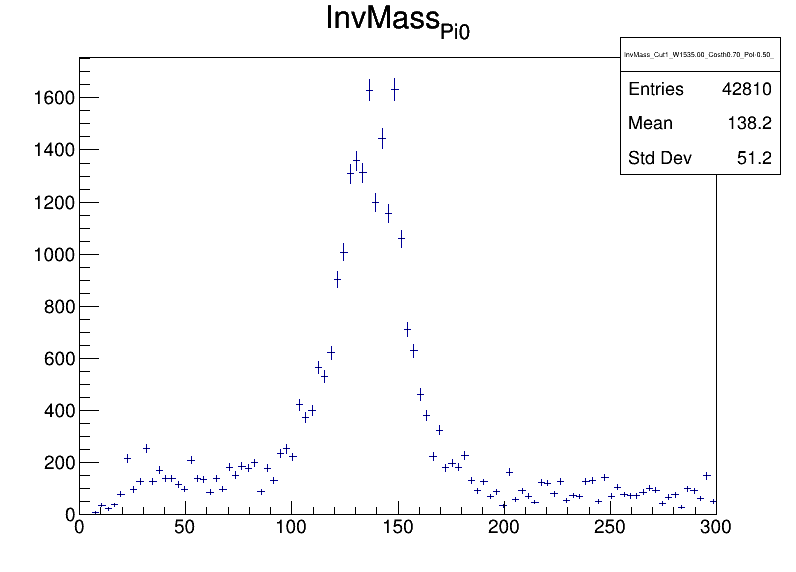 InvMassPi0
InvMass_Cut1_W1535.00_Costh0.70_Pol-0.50_
Entries 42810
Mean 138.2
Std Dev 51.2
1600
1400
1200
1000
800
600
400
200
0
0 50 100 150 200 250 300